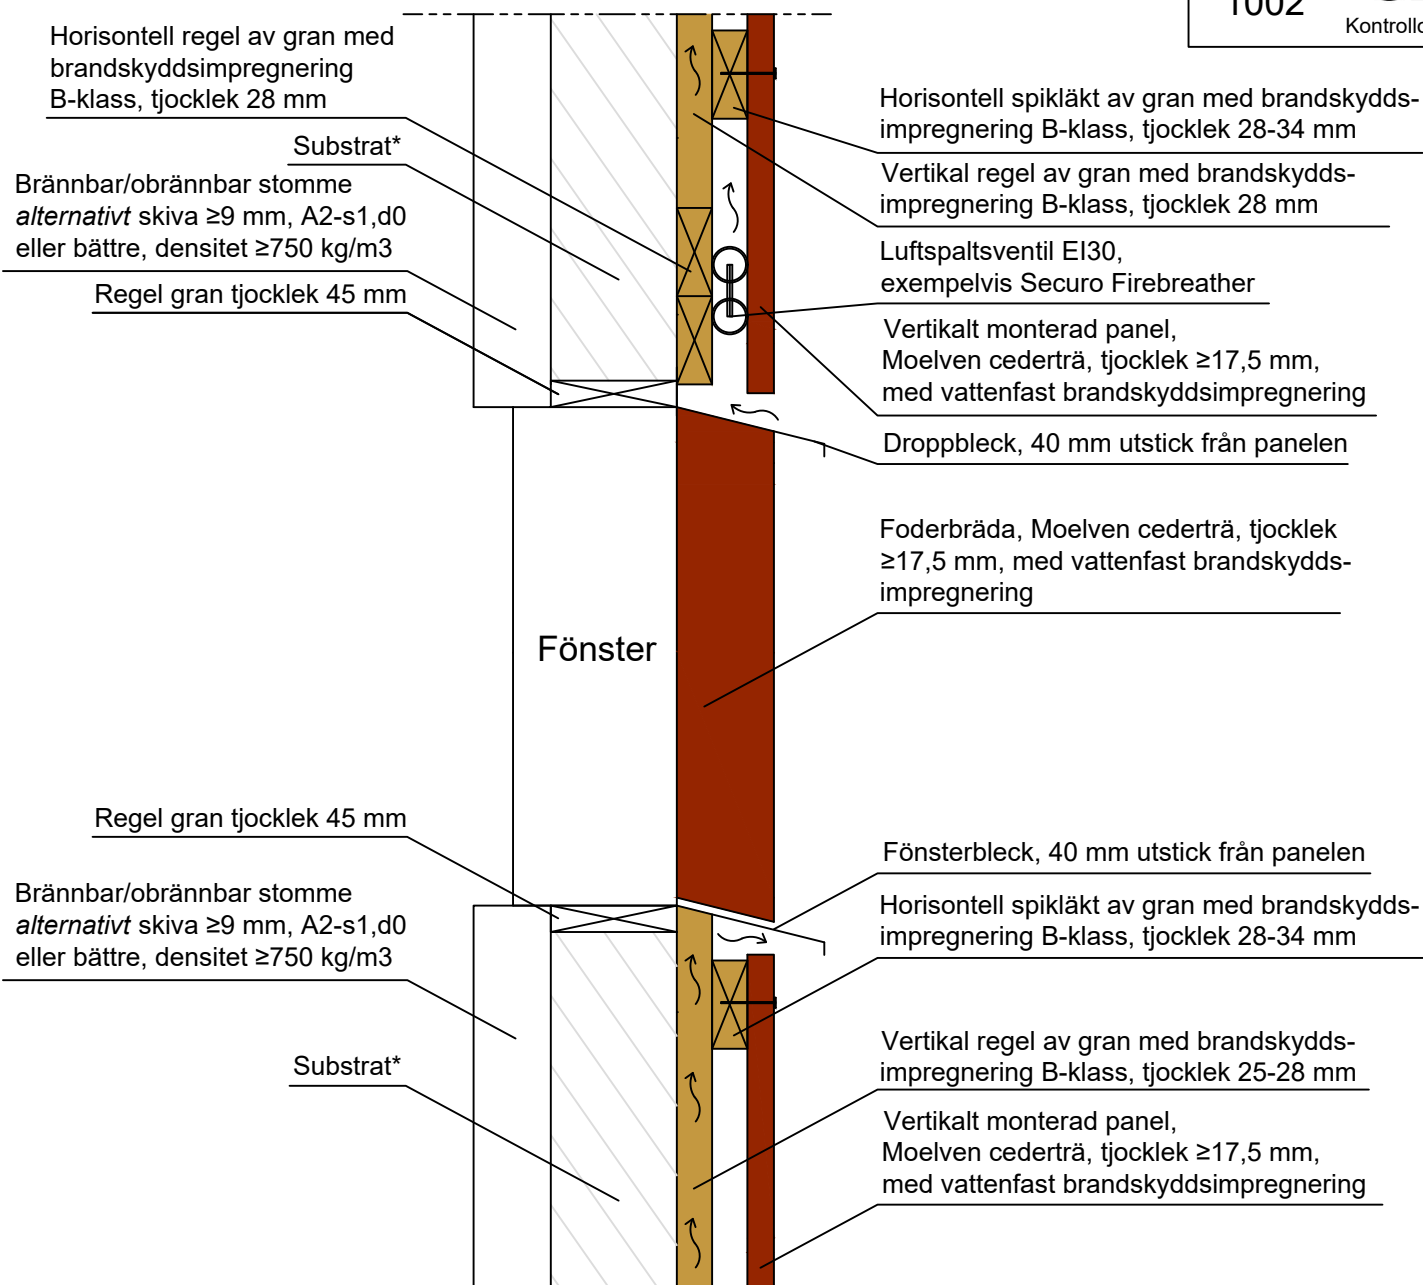 1002
Kontrollo
Horisontell regel av gran med
brandskyddsimpregnering
B-klass, tjocklek 28 mm
Substrat*
Brännbar/obrännbar stomme
alternativt skiva ≥9 mm, A2-s1,d0
eller bättre, densitet ≥750 kg/m3
Regel gran tjocklek 45 mm
Horisontell spikläkt av gran med brandskydds-
impregnering B-klass, tjocklek 28-34 mm
Vertikal regel av gran med brandskydds-
impregnering B-klass, tjocklek 28 mm
Luftspaltsventil EI30,
exempelvis Securo Firebreather
Vertikalt monterad panel,
Moelven cederträ, tjocklek ≥17,5 mm,
med vattenfast brandskyddsimpregnering
Droppbleck, 40 mm utstick från panelen
Foderbräda, Moelven cederträ, tjocklek
≥17,5 mm, med vattenfast brandskydds-
impregnering
Fönster
Regel gran tjocklek 45 mm
Brännbar/obrännbar stomme
alternativt skiva ≥9 mm, A2-s1,d0
eller bättre, densitet ≥750 kg/m3
Substrat*
Fönsterbleck, 40 mm utstick från panelen
Horisontell spikläkt av gran med brandskydds-
impregnering B-klass, tjocklek 28-34 mm
Vertikal regel av gran med brandskydds-
impregnering B-klass, tjocklek 25-28 mm
Vertikalt monterad panel,
Moelven cederträ, tjocklek ≥17,5 mm,
med vattenfast brandskyddsimpregnering